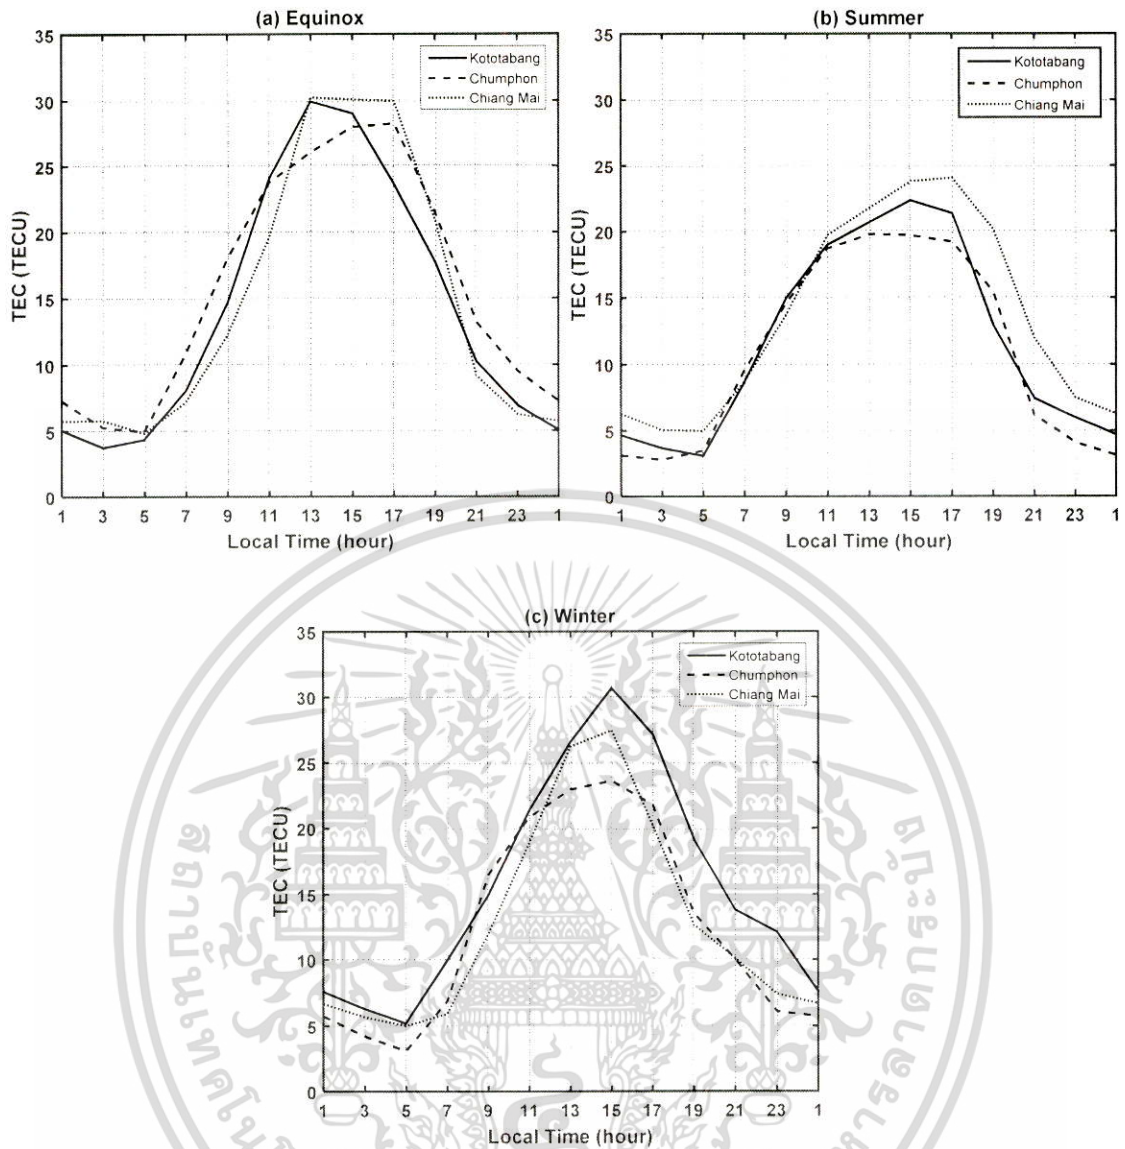 (a) Equinox
TEC (TECU)
35
30
25
20
15
10
5
0
Kototabang
Chumphon
Chiang Mai
1 3 5 7 9 11 13 15 17 19 21 23 1
Local Time (hour)
(b) Summer
TEC (TECU)
35
30
25
20
15
10
5
0
Kototabang
Chumphon
Chiang Mai
1 3 5 7 9 11 13 15 17 19 21 23 1
Local Time (hour)
(c) Winter
TEC (TECU)
35
30
25
20
15
10
5
0
Kototabang
Chumphon
Chiang Mai
1 3 5 7 9 11 13 15 17 19 21 23 1
Local Time (hour)